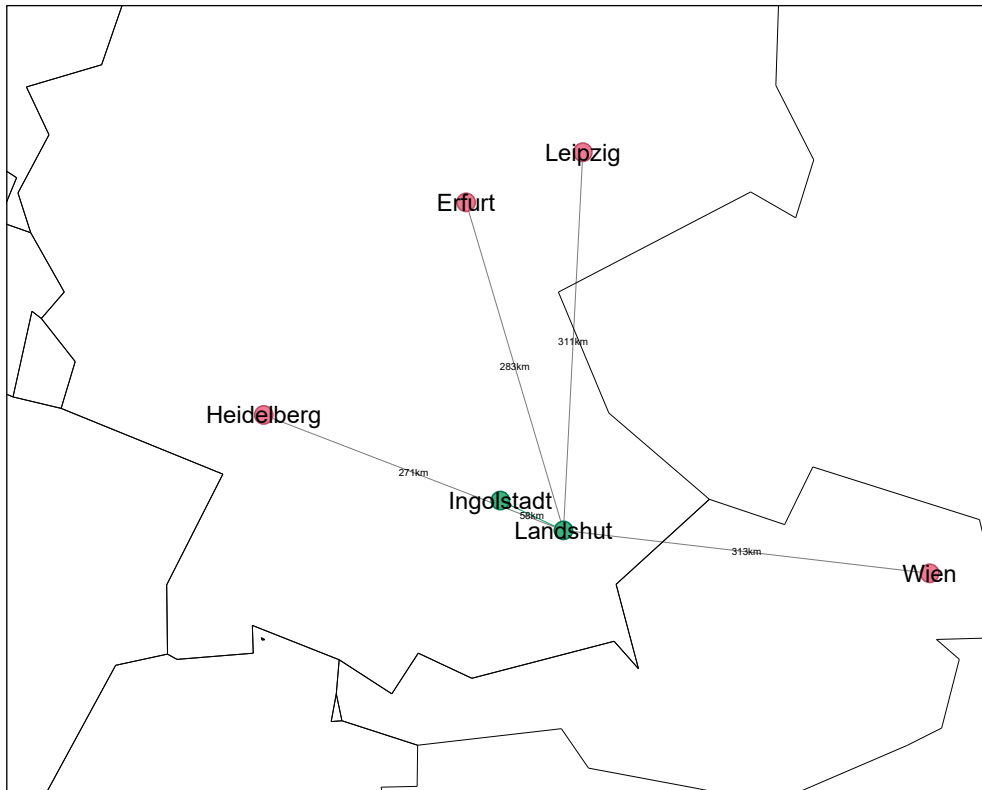 Leipzig
Erfurt
311km
283km
Heidelberg
271km
Ingolstadt
58km
Landshut
313km
Wien